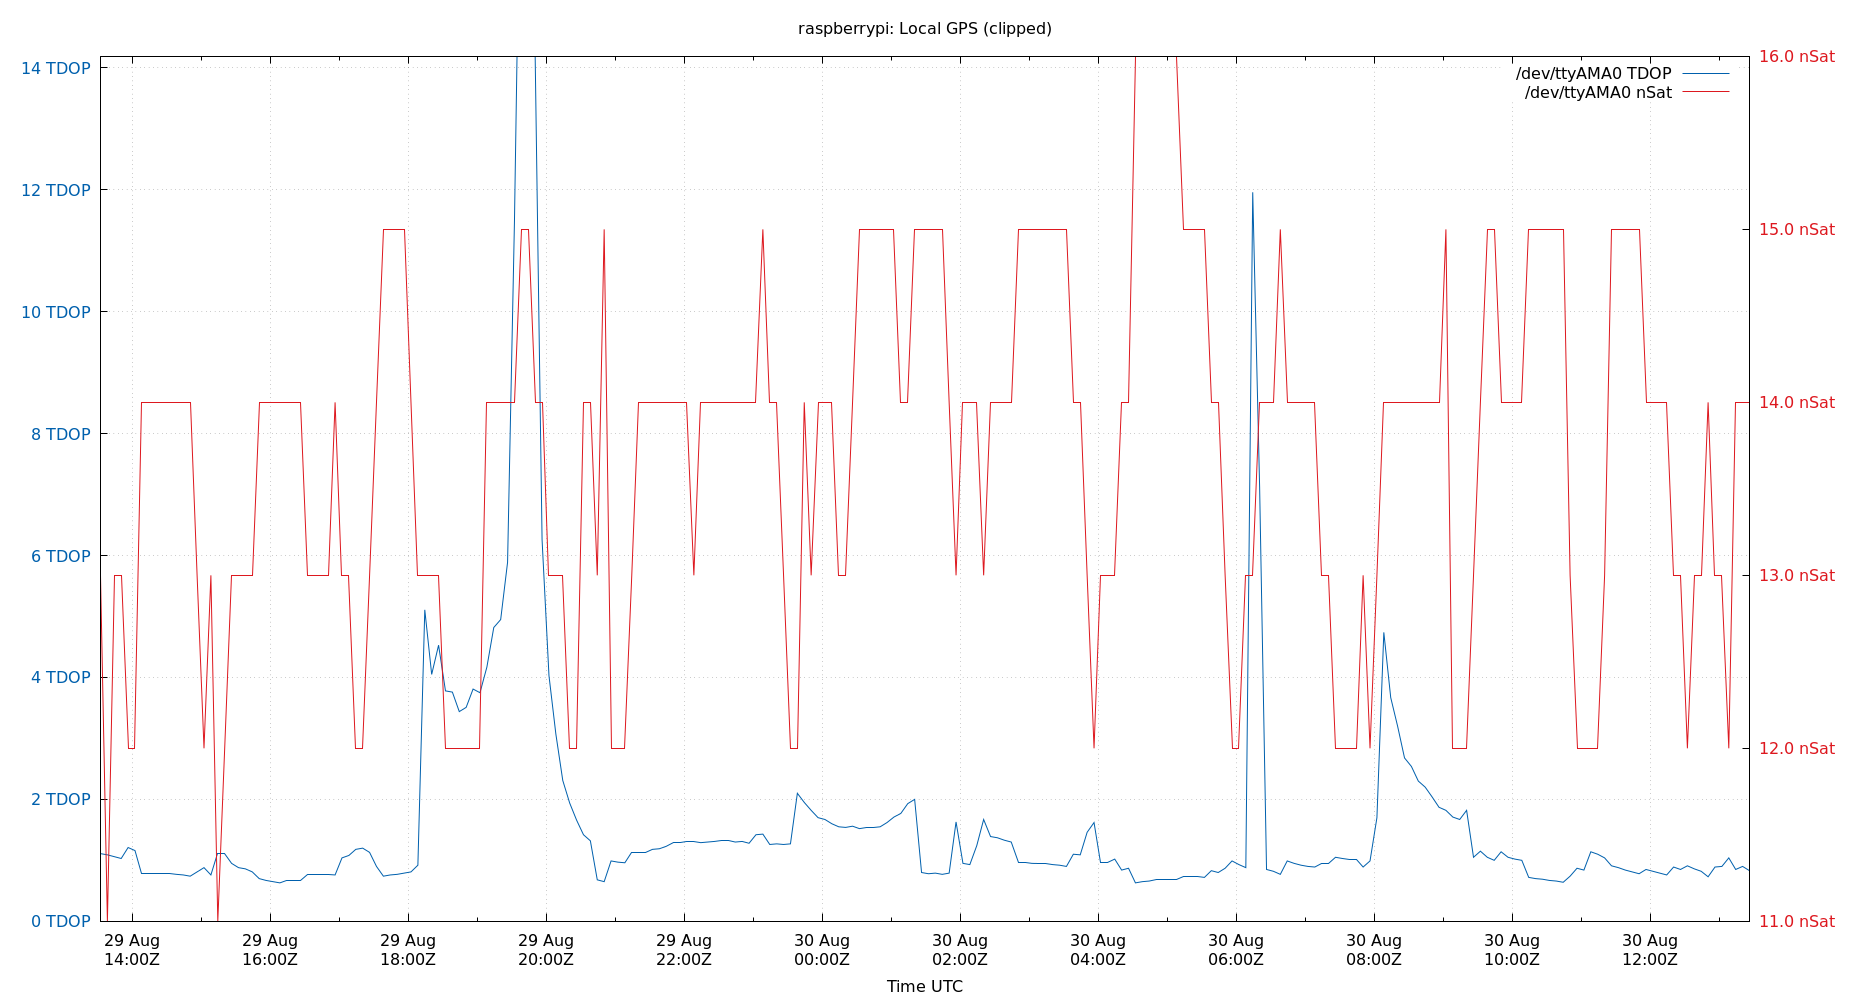 raspberrypi: Local GPS (clipped)
14 TDOP
12 TDOP
10 TDOP
8 TDOP
6 TDOP
4 TDOP
2 TDOP
0 TDOP
16.0 nSat
15.0 nSat
14.0 nSat
13.0 nSat
12.0 nSat
11.0 nSat
/dev/ttyAMA0 TDOP
/dev/ttyAMA0 nSat
29 Aug
14:00Z
29 Aug
16:00Z
29 Aug
18:00Z
29 Aug
20:00Z
29 Aug
22:00Z
30 Aug
00:00Z
30 Aug
02:00Z
30 Aug
04:00Z
30 Aug
06:00Z
30 Aug
08:00Z
30 Aug
10:00Z
30 Aug
12:00Z
Time UTC